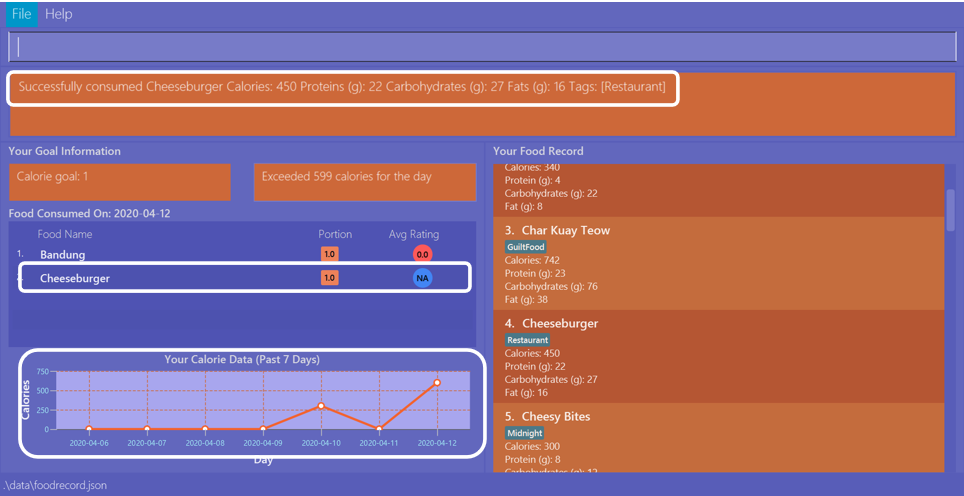 File Help
Successfully consumed Cheeseburger Calories: 450 Proteins (g): 22 Carbohydrates (g): 27 Fats (g): 16 Tags: [Restaurant]
Your Goal Information
Calorie goal: 1
Exceeded 599 calories for the day
Food Consumed On: 2020-04-12
Food Name Portion Avg Rating
1. Bandung 1.0 0.0
Cheeseburger 1.0 NA
Your Calorie Data (Past 7 Days)
Calories
750
500
250
0
2020-04-06 2020-04-07 2020-04-08 2020-04-09 2020-04-10 2020-04-11 2020-04-12
Day
Your Food Record
Calories: 340
Protein (g): 4
Carbohydrates (g): 22
Fat (g): 8
3. Char Kuay Teow
GuiltFood
Calories: 742
Protein (g): 23
Carbohydrates (g): 76
Fat (g): 38
4. Cheeseburger
Restaurant
Calories: 450
Protein (g): 22
Carbohydrates (g): 27
Fat (g): 16
5. Cheesy Bites
Midnight
Calories: 300
Protein (g): 8
Carbohydrates (g): 12
.\data\foodrecord.json